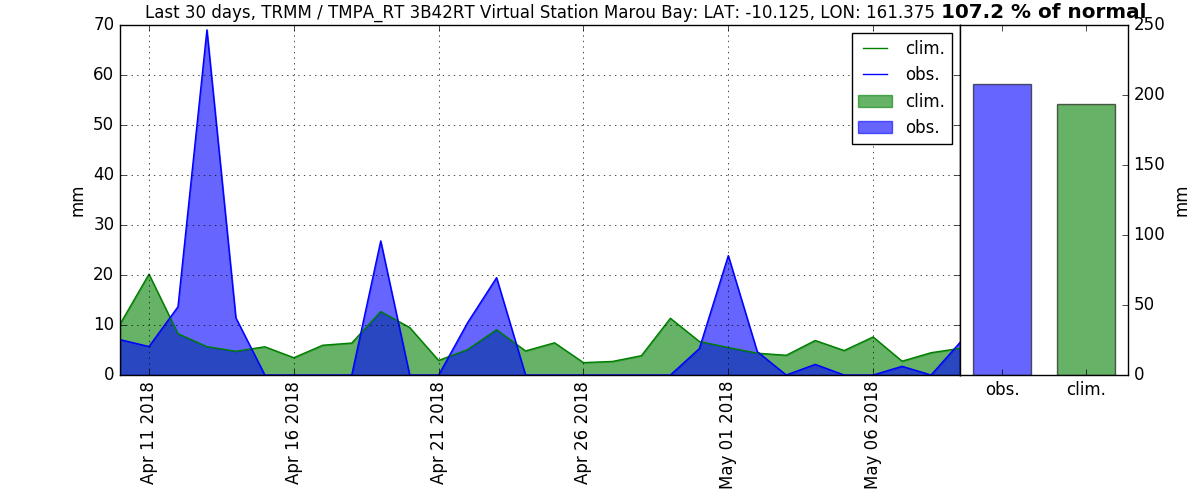 Last 30 days, TRMM / TMPA_RT 3B42RT Virtual Station Marou Bay: LAT: -10.125, LON: 161.375 107.2 % of normal
70
60
50
40
30
20
10
0
mm
clim.
obs.
clim.
obs.
250
200
150
100
50
0
mm
obs. clim.
Apr 11 2018
Apr 16 2018
Apr 21 2018
Apr 26 2018
May 01 2018
May 06 2018